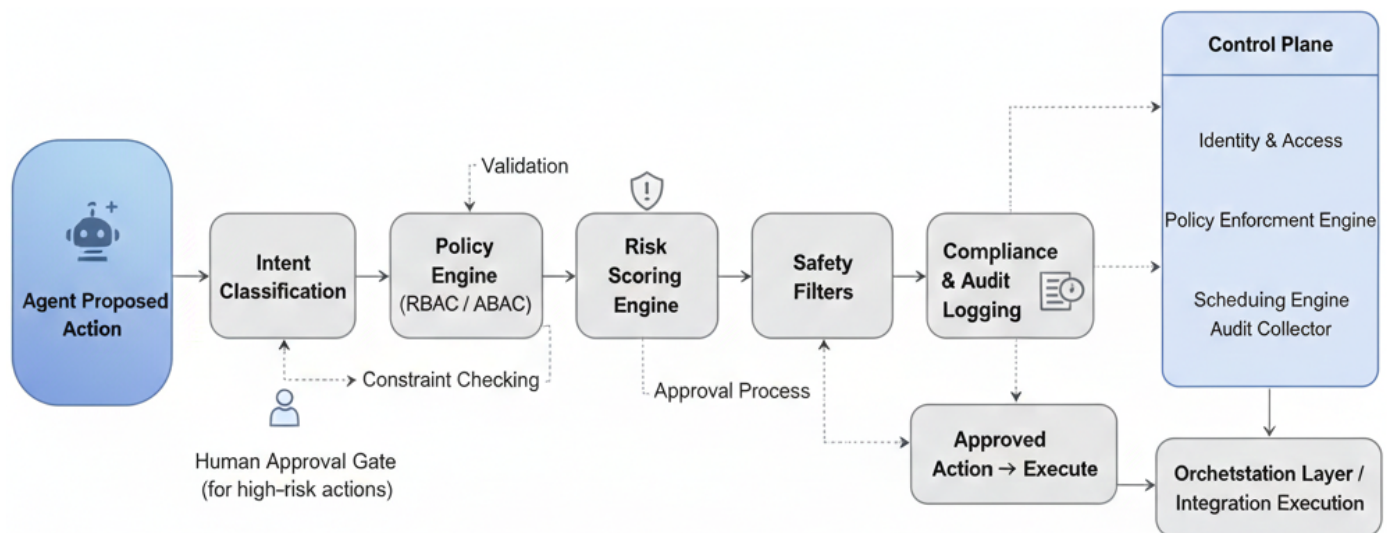 Control Plane
Identity & Access
Policy Enforcment Engine
Scheduing Engine
Audit Collector
Validation
Agent Proposed
Action
Intent
Classification
Policy
Engine
(RBAC / ABAC)
Risk
Scoring
Engine
Safety
Filters
Compliance
& Audit
Logging
Constraint Checking
Approval Process
Human Approval Gate
(for high-risk actions)
Approved
Action → Execute
Orchetstation Layer /
Integration Execution